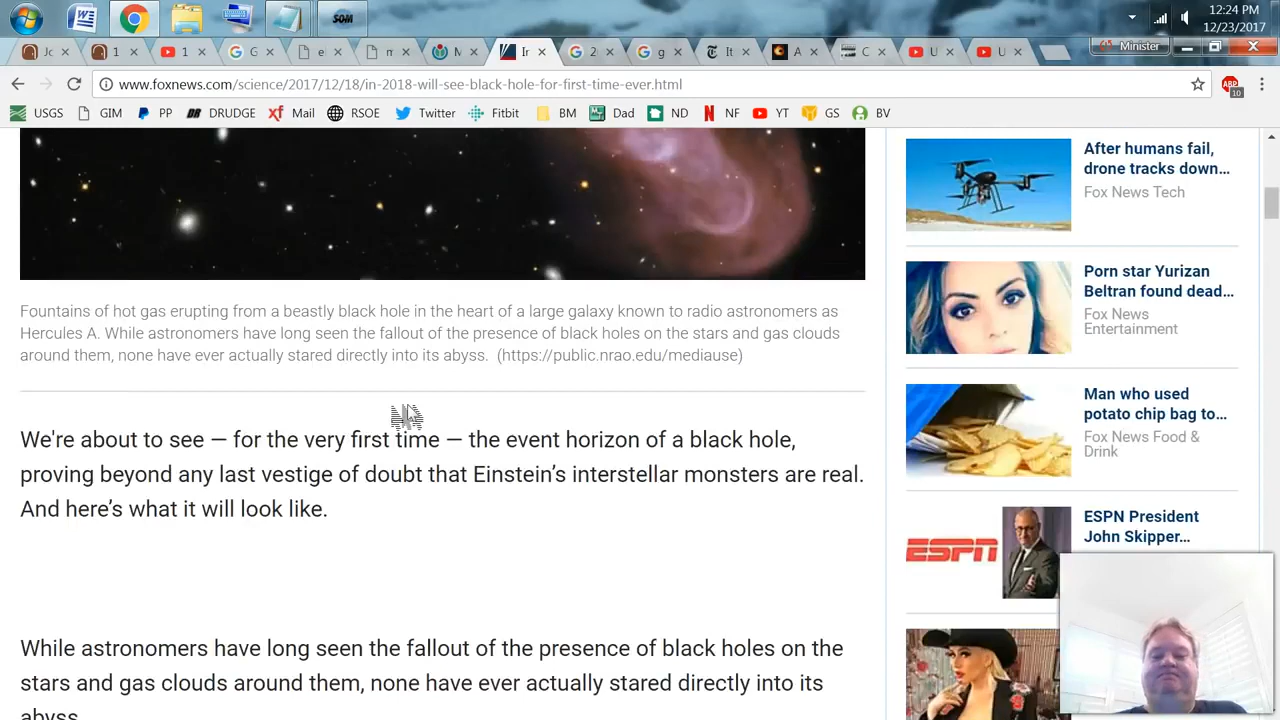 SOM
12:24 PM
12/23/2017
Jo
1
1
G
e
m
M
Ir
2
g
It
A
C
U
U
Minister
www.foxnews.com/science/2017/12/18/in-2018-will-see-black-hole-for-first-time-ever.html
ABP
10
USGS GIM PP DRUDGE Mail RSOE Twitter Fitbit BM Dad ND NF YT GS BV
Fountains of hot gas erupting from a beastly black hole in the heart of a large galaxy known to radio astronomers as
Hercules A. While astronomers have long seen the fallout of the presence of black holes on the stars and gas clouds
around them, none have ever actually stared directly into its abyss. (https://public.nrao.edu/mediause)
We're about to see — for the very first time — the event horizon of a black hole,
proving beyond any last vestige of doubt that Einstein’s interstellar monsters are real.
And here’s what it will look like.
While astronomers have long seen the fallout of the presence of black holes on the
stars and gas clouds around them, none have ever actually stared directly into its
abyss.
After humans fail,
drone tracks down...
Fox News Tech
Porn star Yurizan
Beltran found dead...
Fox News
Entertainment
Man who used
potato chip bag to...
Fox News Food &
Drink
ESPN
ESPN President
John Skipper...